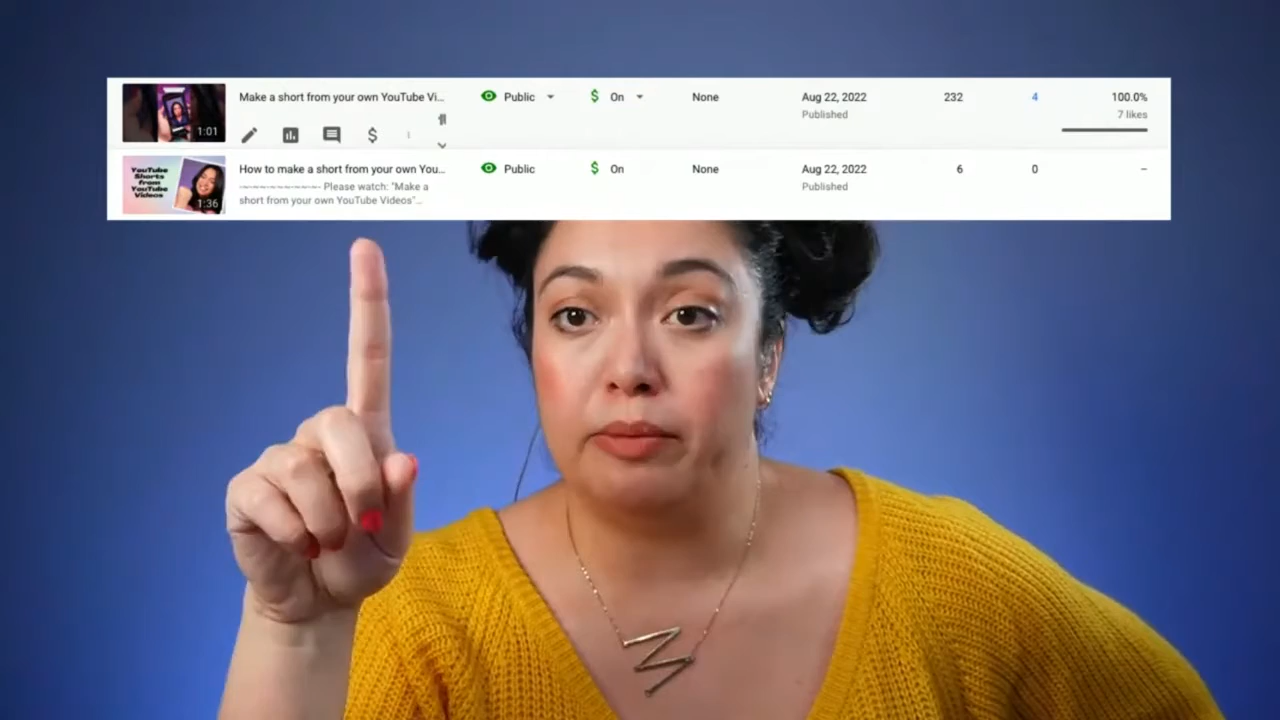 Make a short from your own YouTube Vi...
Public
$ On
None
Aug 22, 2022
232
4
100.0%
Published
7 likes
1:01
$
YouTube
Shorts
from
YouTube
Videos
1:36
How to make a short from your own You...
Public
$ On
None
Aug 22, 2022
6
0
–
Please watch: "Make a
Published
short from your own YouTube Videos"...